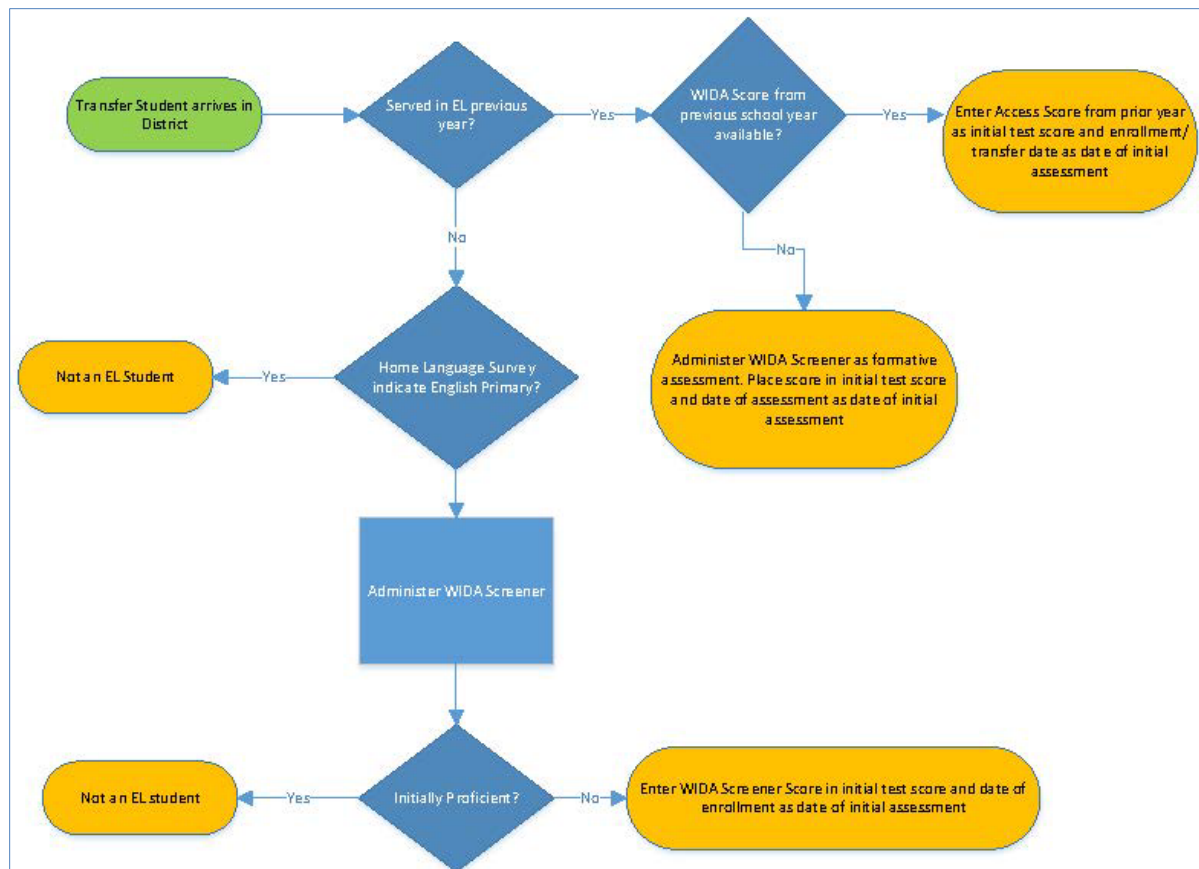 Transfer Student arrives in
District
Served in EL previous
year?
Yes
WIDA Score from
previous school year
available?
Yes
Enter Access Score from prior year
as initial test score and enrollment/
transfer date as date of initial
assessment
No
No
Administer WIDA Screener as formative
assessment. Place score in initial test score
and date of assessment as date of initial
assessment
Home Language Survey
indicate English Primary?
Yes
Not an EL Student
Administer WIDA Screener
Initially Proficient?
Yes
Not an EL student
No
Enter WIDA Screener Score in initial test score and date of
enrollment as date of initial assessment